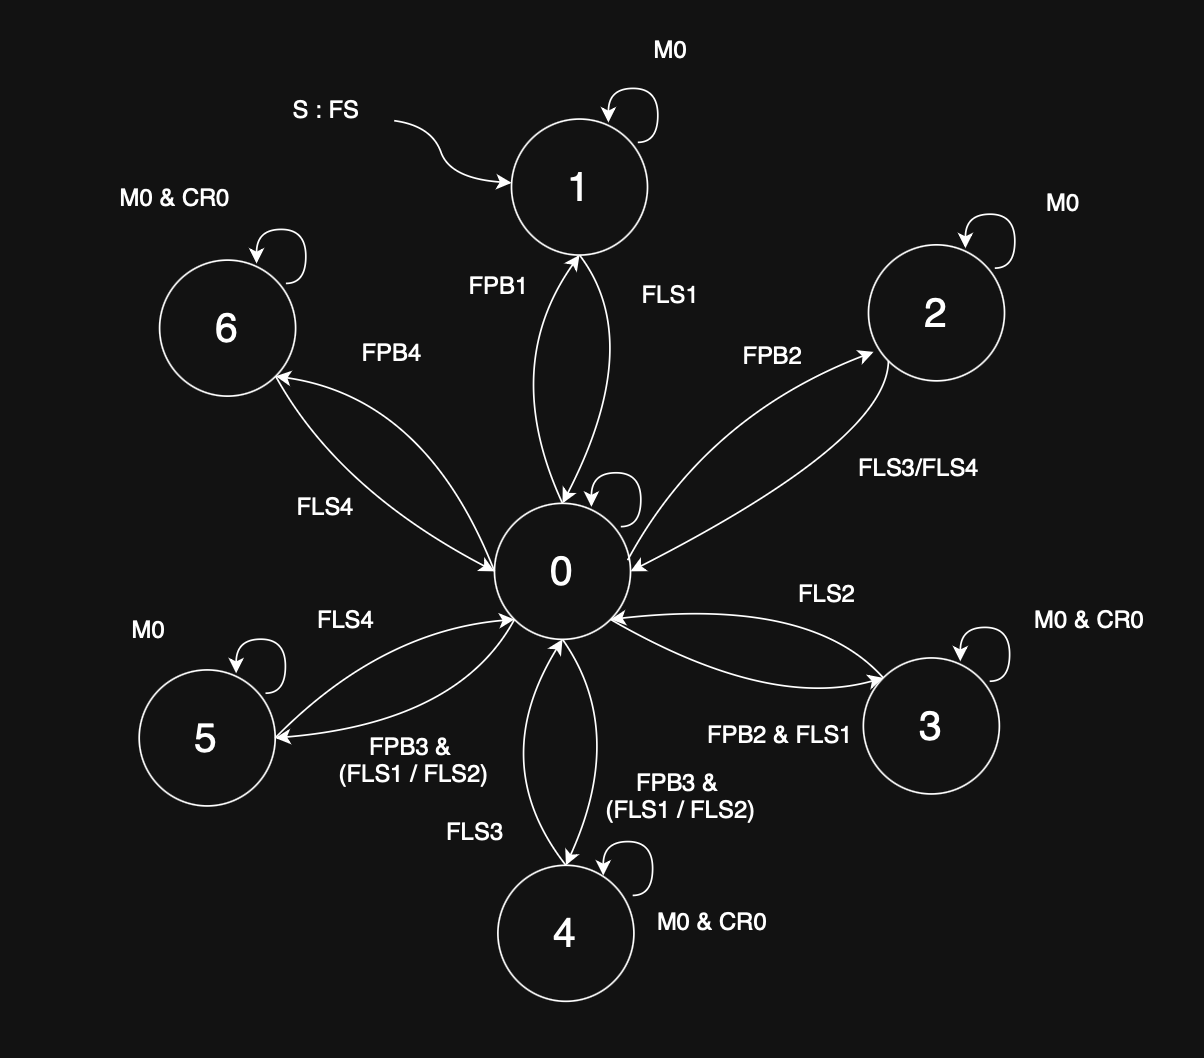 M0
S : FS
1
M0 & CR0
M0
FPB1
FLS1
2
6
FPB4
FPB2
FLS3/FLS4
FLS4
0
FLS2
FLS4
M0
M0 & CR0
5
3
FPB3 &
(FLS1 / FLS2)
FPB2 & FLS1
FPB3 &
(FLS1 / FLS2)
FLS3
4
M0 & CR0